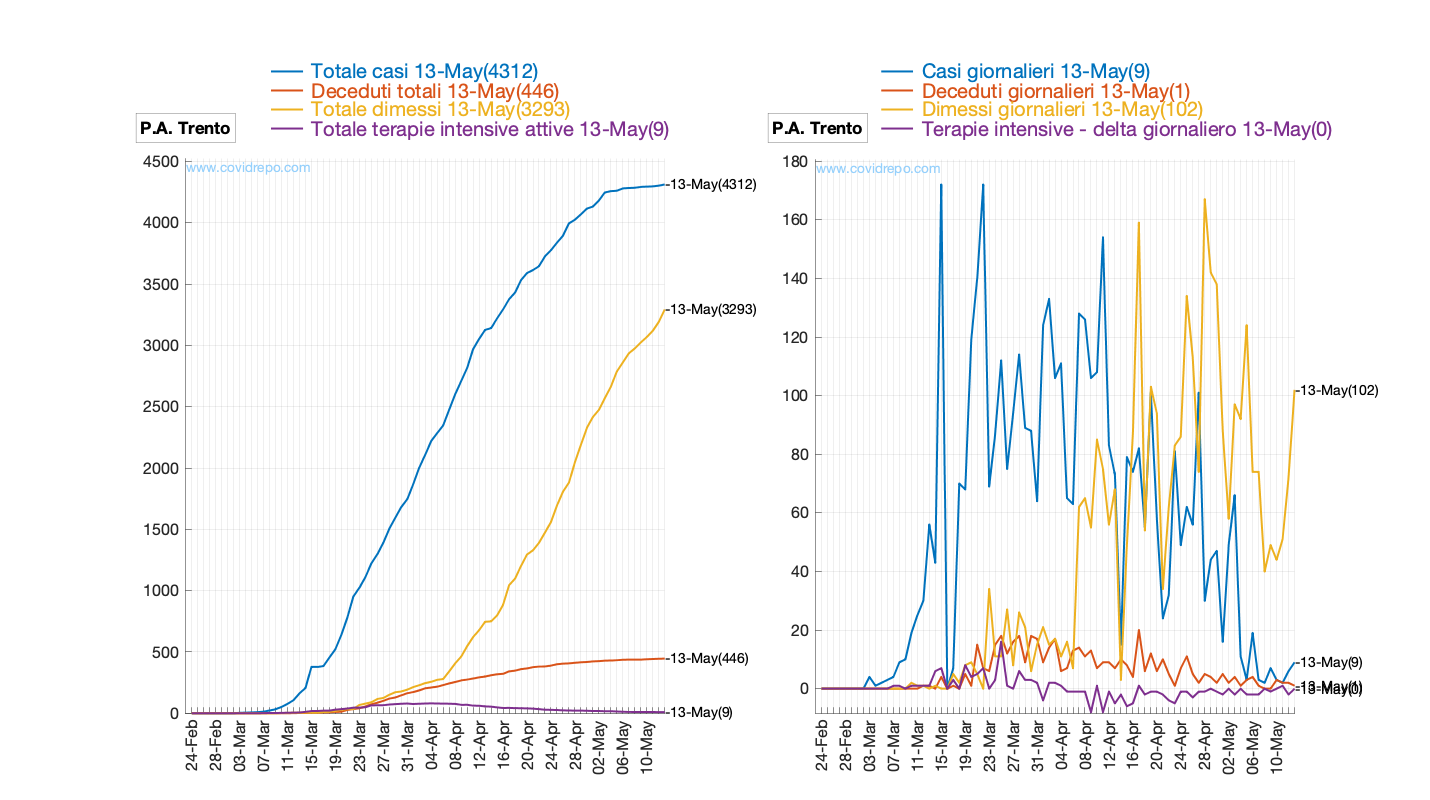 Totale casi 13-May(4312)
Deceduti totali 13-May(446)
Totale dimessi 13-May(3293)
Totale terapie intensive attive 13-May(9)
P.A. Trento
www.covidrepo.com
4500
4000
3500
3000
2500
2000
1500
1000
500
0
13-May(4312)
13-May(3293)
13-May(446)
13-May(9)
24-Feb
28-Feb
03-Mar
07-Mar
11-Mar
15-Mar
19-Mar
23-Mar
27-Mar
31-Mar
04-Apr
08-Apr
12-Apr
16-Apr
20-Apr
24-Apr
28-Apr
02-May
06-May
10-May
Casi giornalieri 13-May(9)
Deceduti giornalieri 13-May(1)
Dimessi giornalieri 13-May(102)
Terapie intensive - delta giornaliero 13-May(0)
P.A. Trento
www.covidrepo.com
180
160
140
120
100
80
60
40
20
0
13-May(102)
13-May(9)
13-May(1)
13-May(0)
24-Feb
28-Feb
03-Mar
07-Mar
11-Mar
15-Mar
19-Mar
23-Mar
27-Mar
31-Mar
04-Apr
08-Apr
12-Apr
16-Apr
20-Apr
24-Apr
28-Apr
02-May
06-May
10-May